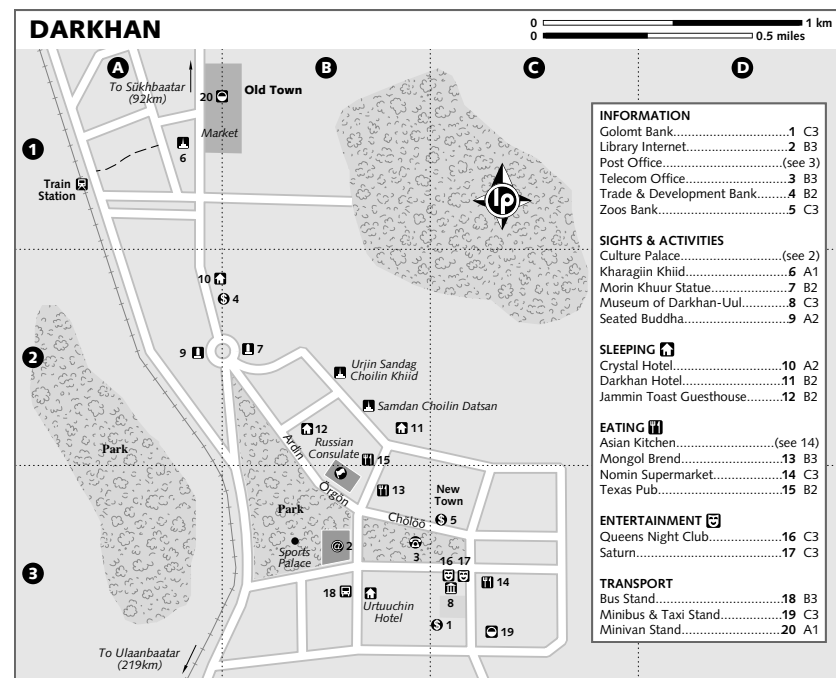 DARKHAN
0 1 km
0 0.5 miles
A B C D
To Sükhbaatar
(92km)
20 Old Town
Market
1
6
Train
Station
lp
10
4
2
9 7
Urjin Sandag
Choilin Khiid
Samdan Choilin Datsan
12 11
Russian
Consulate
Ardin
Örgön
Chölöö
15
Park
13
New
Town
5
Park
Sports
Palace
@ 2
3
16 17
3
14
18
8
Urtuuchin
Hotel
1
19
To Ulaanbaatar
(219km)
INFORMATION
Golomt Bank 1 C3
Library Internet 2 B3
Post Office (see 3)
Telecom Office 3 B3
Trade & Development Bank 4 B2
Zoos Bank 5 C3
SIGHTS & ACTIVITIES
Culture Palace (see 2)
Kharagiin Khiid 6 A1
Morin Khuur Statue 7 B2
Museum of Darkhan-Uul 8 C3
Seated Buddha 9 A2
SLEEPING
Crystal Hotel 10 A2
Darkhan Hotel 11 B2
Jammin Toast Guesthouse 12 B2
EATING
Asian Kitchen (see 14)
Mongol Brend 13 B3
Nomin Supermarket 14 C3
Texas Pub 15 B2
ENTERTAINMENT
Queens Night Club 16 C3
Saturn 17 C3
TRANSPORT
Bus Stand 18 B3
Minibus & Taxi Stand 19 C3
Minivan Stand 20 A1